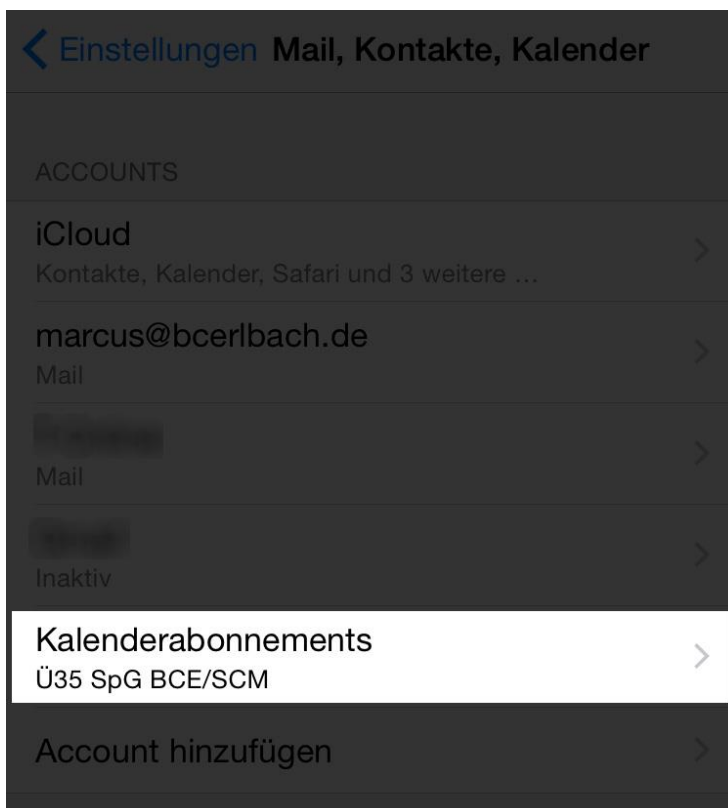 Einstellungen Mail, Kontakte, Kalender
ACCOUNTS
iCloud
Kontakte, Kalender, Safari und 3 weitere ...
marcus@bcerlbach.de
Mail
Mail
Inaktiv
Kalenderabonnements
Ü35 SpG BCE/SCM
Account hinzufügen